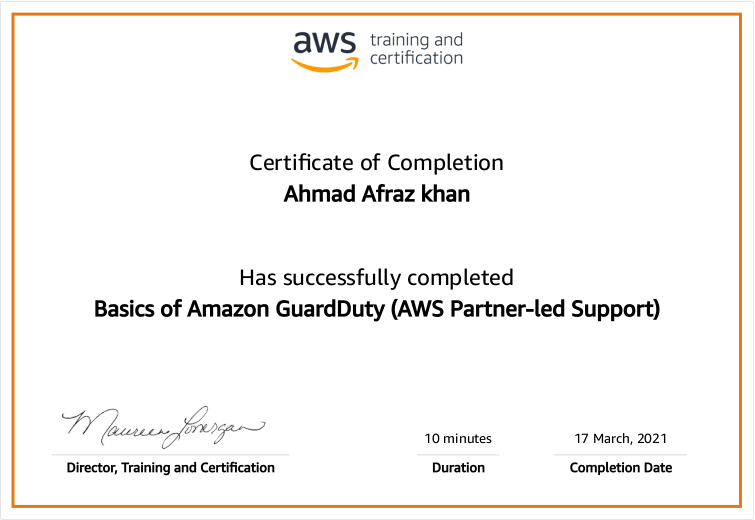 aws training and
certification
Certificate of Completion
Ahmad Afraz khan
Has successfully completed
Basics of Amazon GuardDuty (AWS Partner-led Support)
Maureen Lonergan
10 minutes
17 March, 2021
Director, Training and Certification
Duration
Completion Date